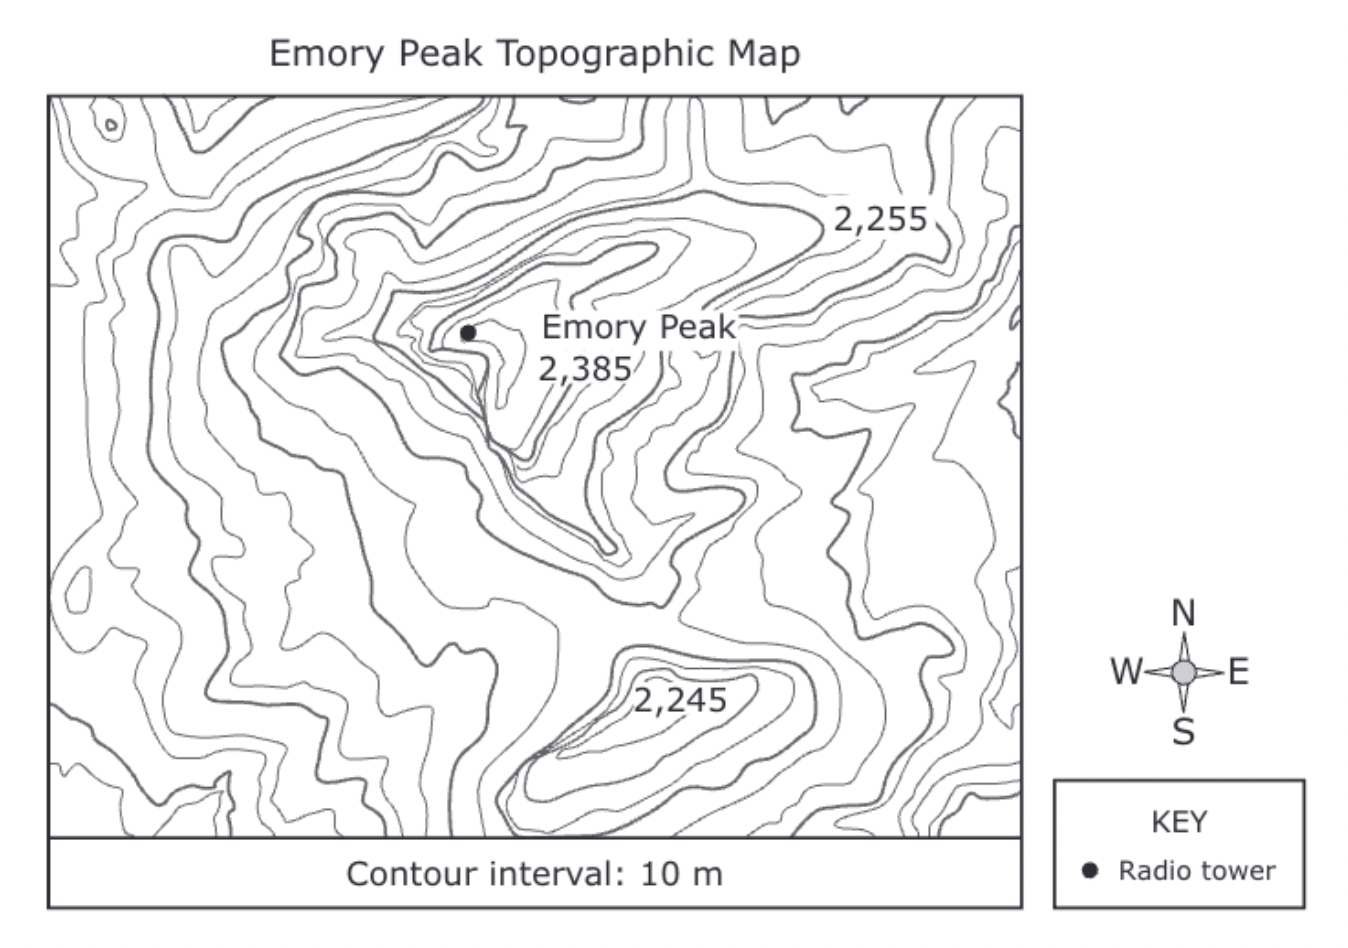 Emory Peak Topographic Map
2,255
Emory Peak
2,385
2,245
N
W E
S
KEY
Radio tower
Contour interval: 10 m